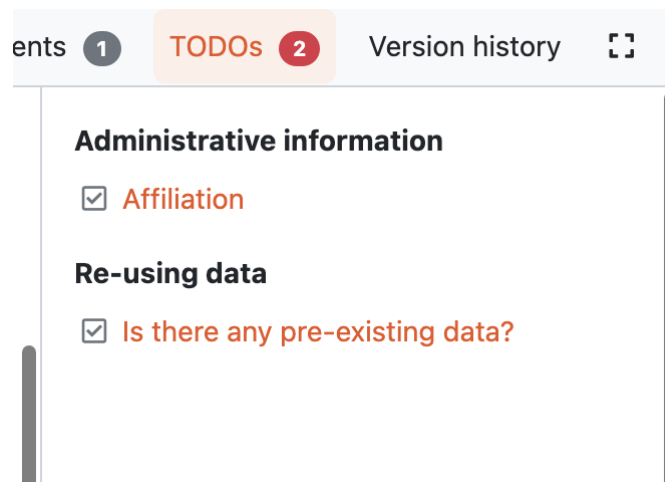 ents 1 TODOs 2 Version history
Administrative information
Affiliation
Re-using data
Is there any pre-existing data?